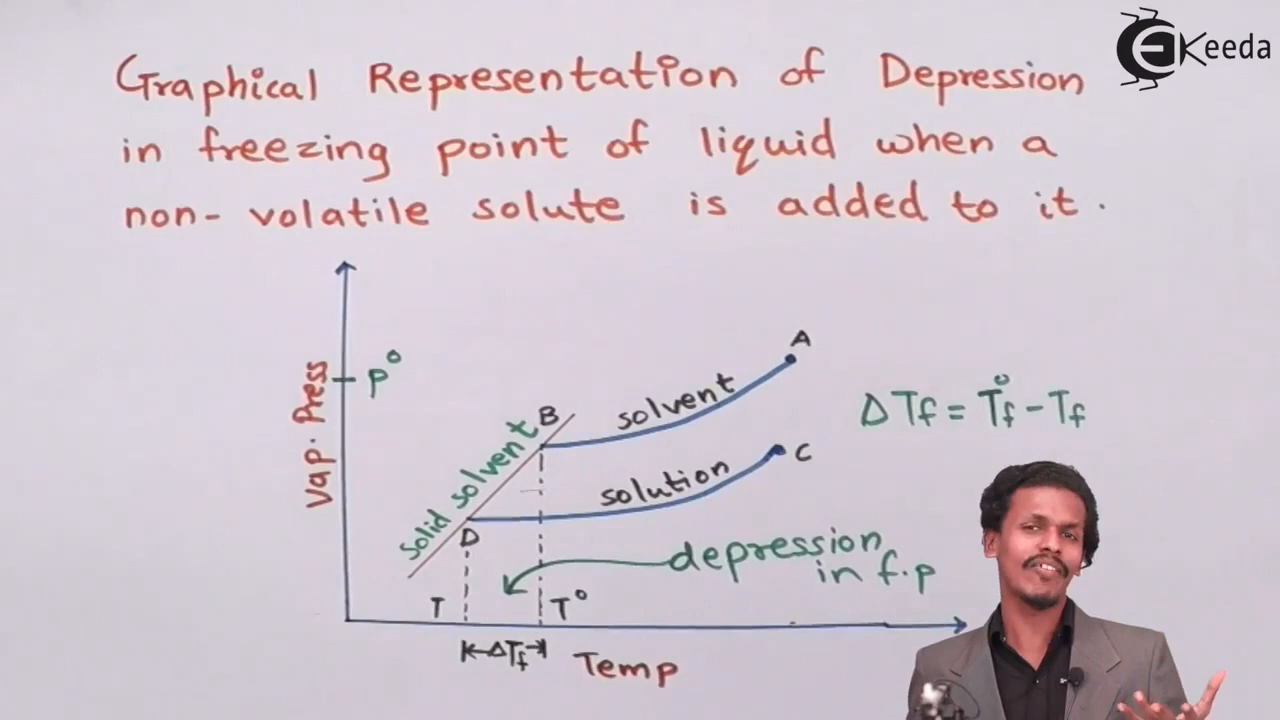 Graphical Representation of Depression
in freezing point of liquid when a
non-volatile solute is added to it.
EKeeda
Vap. Press
P°
Solid solvent
B
solvent
A
ΔTf = T°f - Tf
D
solution
C
depression
in f.p
T
T°
ΔTf
Temp